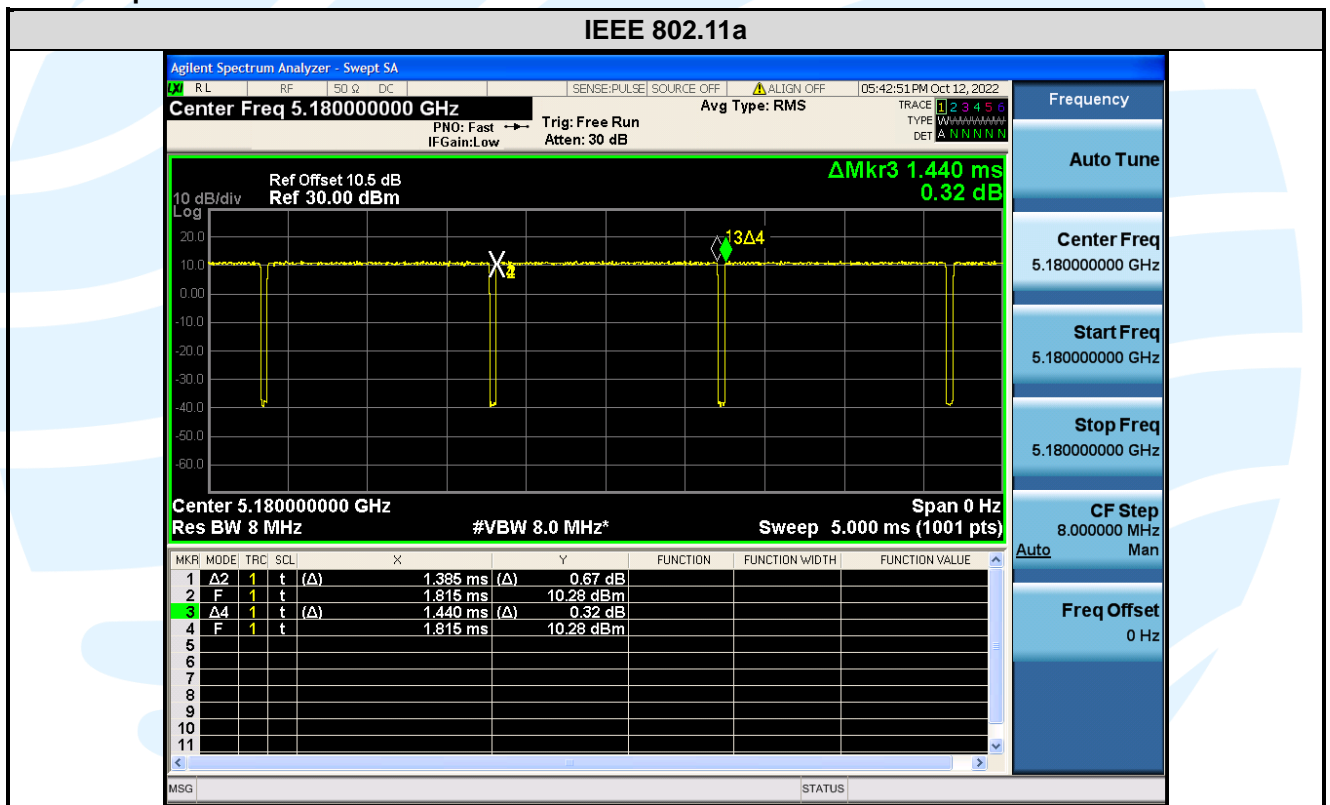 IEEE 802.11a
Agilent Spectrum Analyzer - Swept SA
LXI RL RF 50 Ω DC SENSE:PULSE SOURCE OFF ALIGN OFF 05:42:51 PM Oct 12, 2022
Center Freq 5.180000000 GHz Avg Type: RMS TRACE 1 2 3 4 5 6
PNO: Fast Trig: Free Run TYPE W
IFGain:Low Atten: 30 dB DET A N N N N N
ΔMkr3 1.440 ms
0.32 dB
Ref Offset 10.5 dB
10 dB/div Ref 30.00 dBm
Log
20.0
10.0
0.00
-10.0
-20.0
-30.0
-40.0
-50.0
-60.0
13Δ4
Center 5.180000000 GHz Span 0 Hz
Res BW 8 MHz #VBW 8.0 MHz* Sweep 5.000 ms (1001 pts)
MKR MODE TRC SCL X Y FUNCTION FUNCTION WIDTH FUNCTION VALUE
1 Δ2 1 t (Δ) 1.385 ms (Δ) 0.67 dB
2 F 1 t 1.815 ms 10.28 dBm
3 Δ4 1 t (Δ) 1.440 ms (Δ) 0.32 dB
4 F 1 t 1.815 ms 10.28 dBm
5
6
7
8
9
10
11
MSG STATUS
Frequency
Auto Tune
Center Freq
5.180000000 GHz
Start Freq
5.180000000 GHz
Stop Freq
5.180000000 GHz
CF Step
8.000000 MHz
Auto Man
Freq Offset
0 Hz